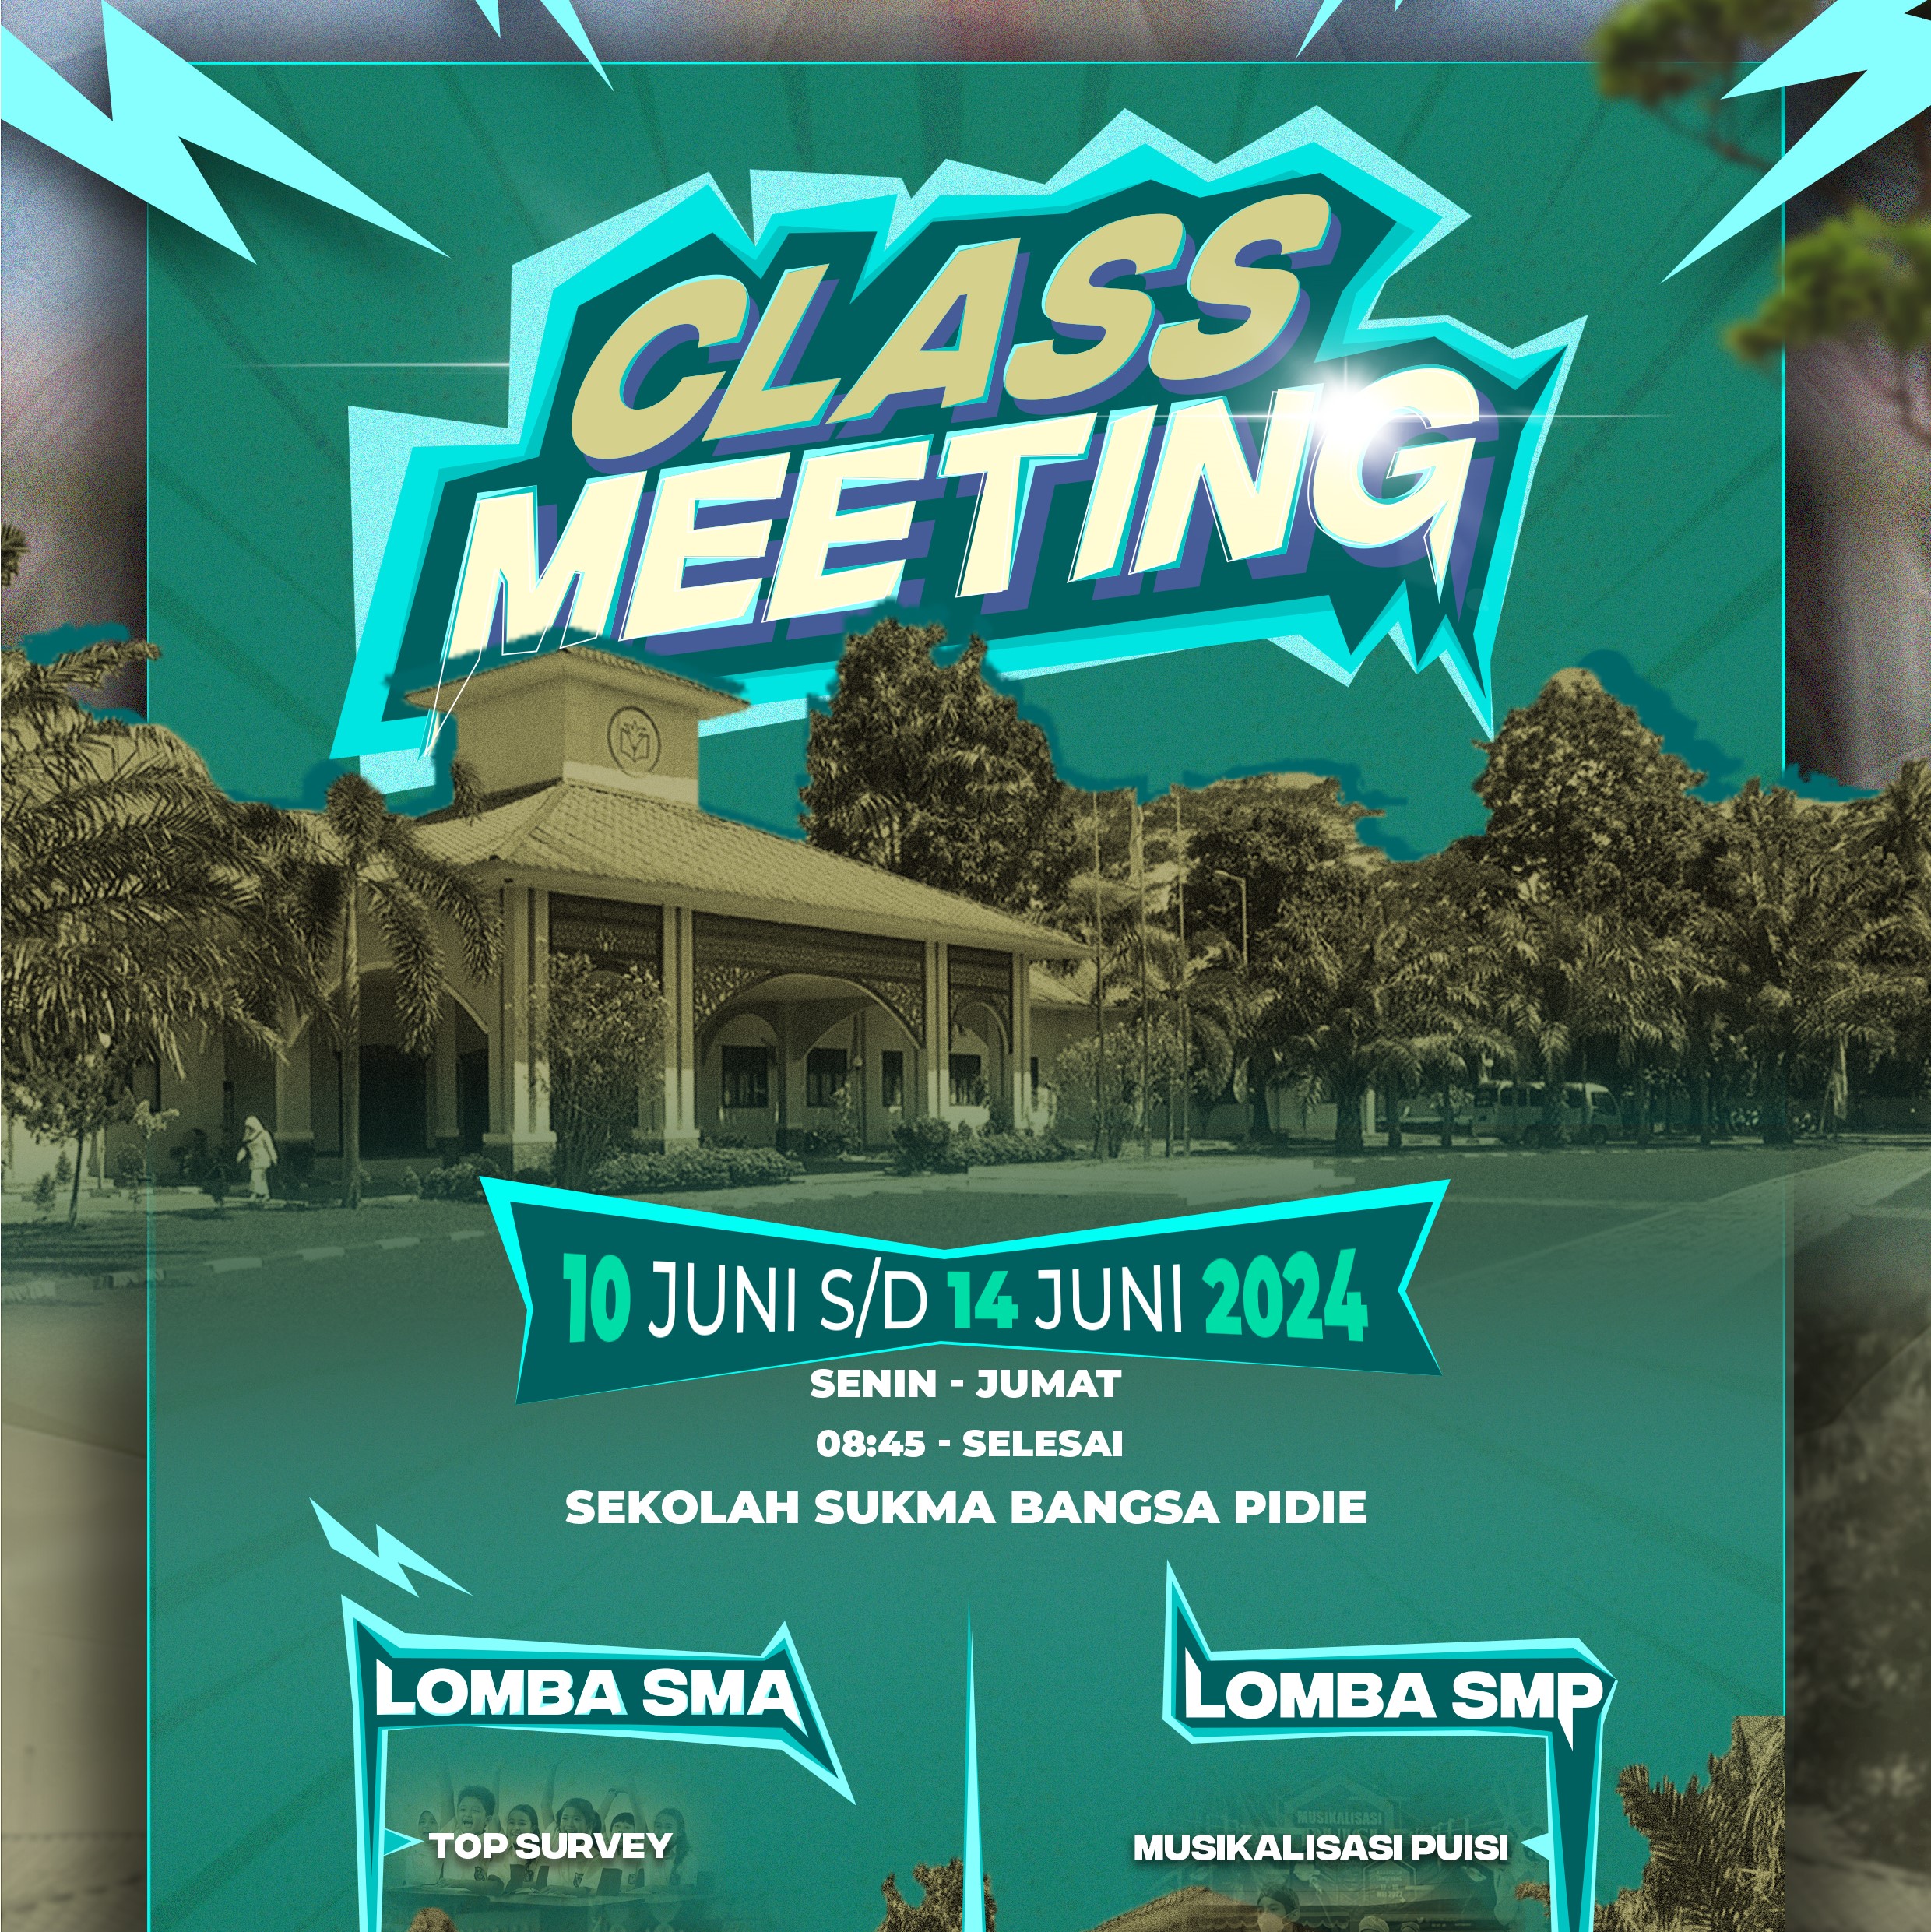 CLASS
MEETING
10 JUNI S/D 14 JUNI 2024
SENIN - JUMAT
08:45 - SELESAI
SEKOLAH SUKMA BANGSA PIDIE
LOMBA SMA
LOMBA SMP
TOP SURVEY
MUSIKALISASI
MUSIKALISASI PUISI